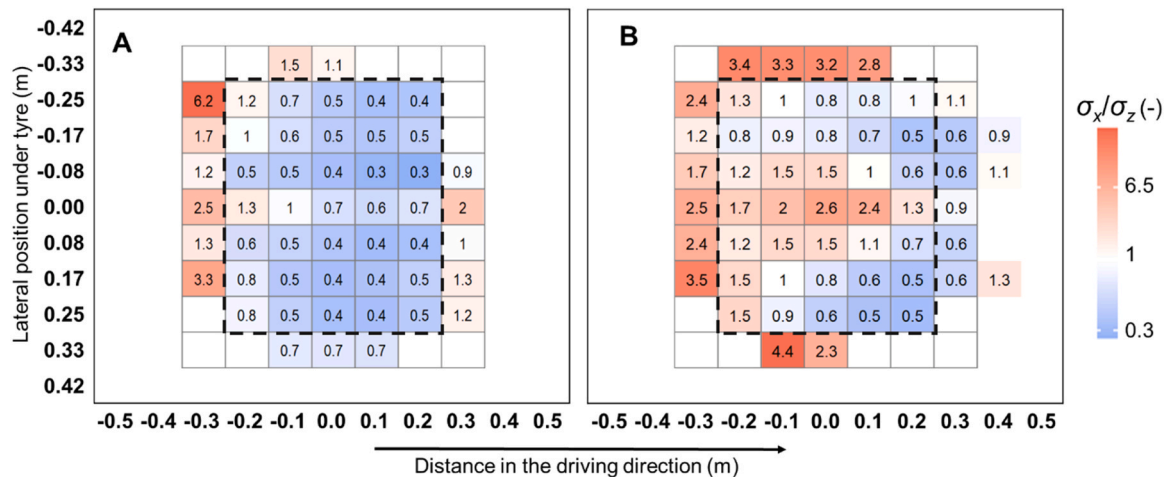 A
B
Lateral position under tyre (m)
-0.42
-0.33
-0.25
-0.17
-0.08
0.00
0.08
0.17
0.25
0.33
0.42
1.5 1.1
6.2 1.2 0.7 0.5 0.4 0.4
1.7 1 0.6 0.5 0.5 0.5
1.2 0.5 0.5 0.4 0.3 0.3 0.9
2.5 1.3 1 0.7 0.6 0.7 2
1.3 0.6 0.5 0.4 0.4 0.4 1
3.3 0.8 0.5 0.4 0.4 0.5 1.3
0.8 0.5 0.4 0.4 0.5 1.2
0.7 0.7 0.7
3.4 3.3 3.2 2.8
2.4 1.3 1 0.8 0.8 1 1.1
1.2 0.8 0.9 0.8 0.7 0.5 0.6 0.9
1.7 1.2 1.5 1.5 1 0.6 0.6 1.1
2.5 1.7 2 2.6 2.4 1.3 0.9
2.4 1.2 1.5 1.5 1.1 0.7 0.6
3.5 1.5 1 0.8 0.6 0.5 0.6 1.3
1.5 0.9 0.6 0.5 0.5
4.4 2.3
σx/σz (-)
6.5
1
0.3
-0.5 -0.4 -0.3 -0.2 -0.1 0.0 0.1 0.2 0.3 0.4 0.5
-0.5 -0.4 -0.3 -0.2 -0.1 0.0 0.1 0.2 0.3 0.4 0.5
Distance in the driving direction (m)